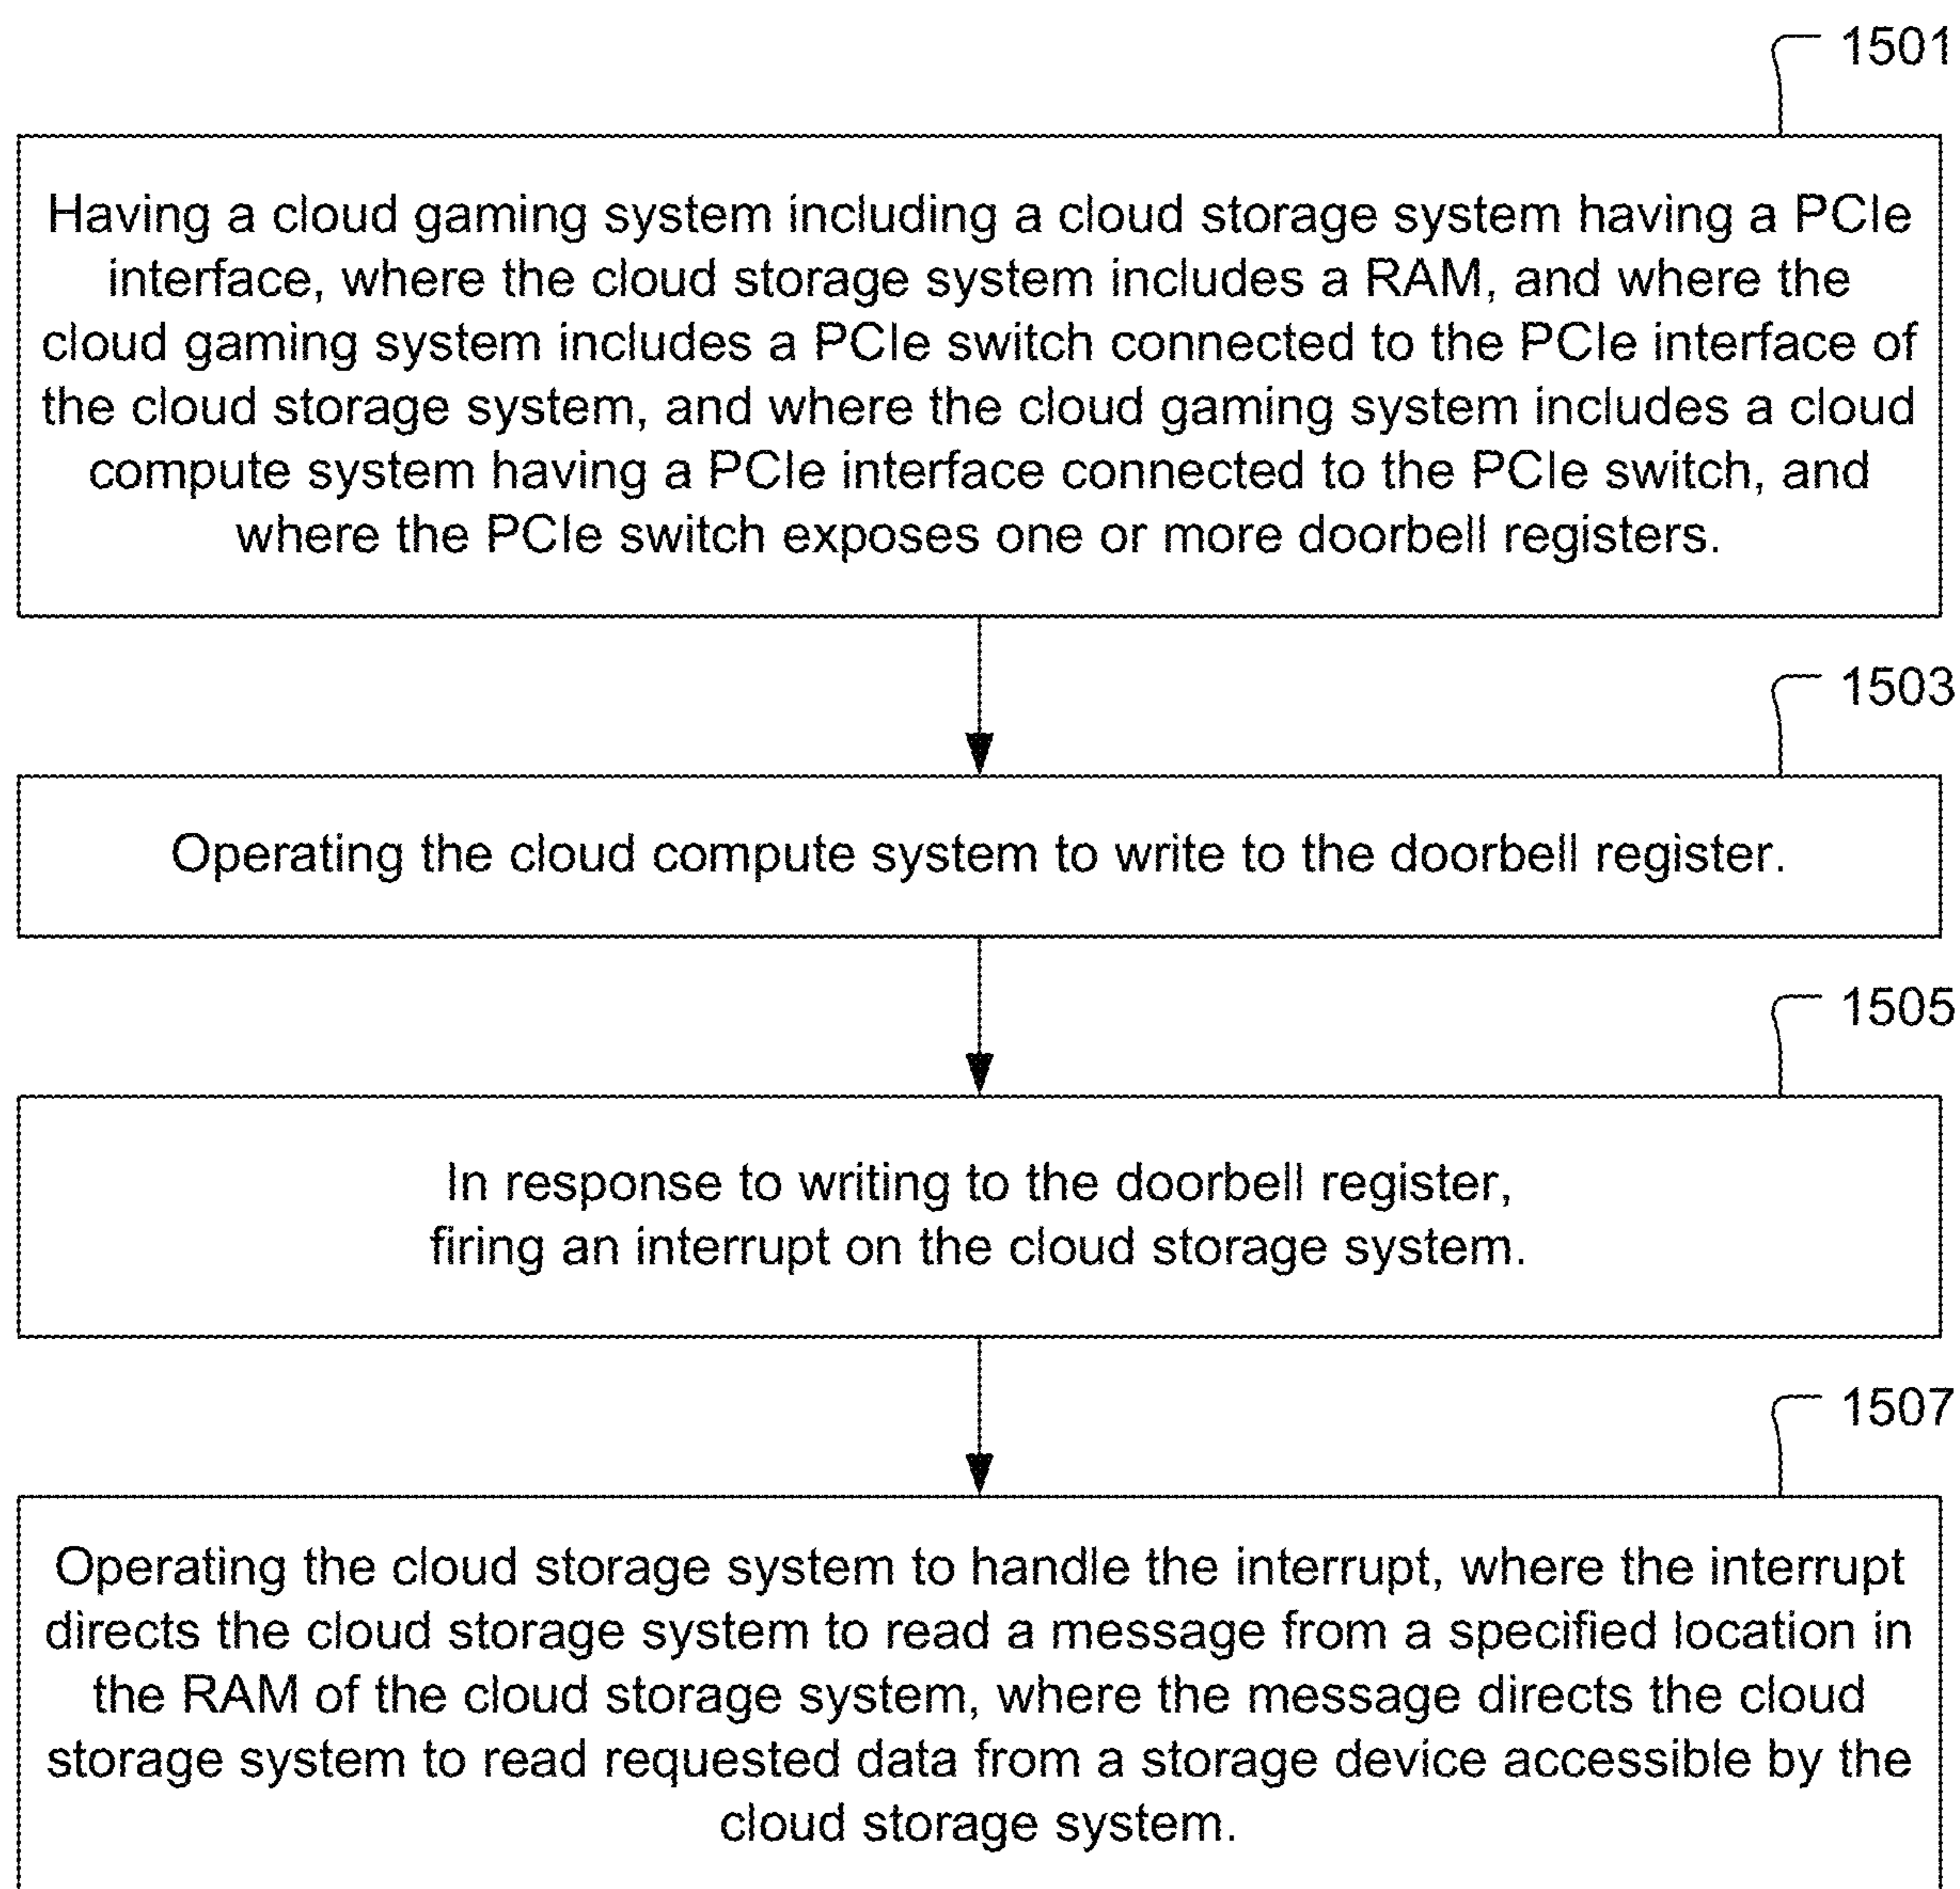 1501
Having a cloud gaming system including a cloud storage system having a PCIe
interface, where the cloud storage system includes a RAM, and where the
cloud gaming system includes a PCIe switch connected to the PCIe interface of
the cloud storage system, and where the cloud gaming system includes a cloud
compute system having a PCIe interface connected to the PCIe switch, and
where the PCIe switch exposes one or more doorbell registers.
1503
Operating the cloud compute system to write to the doorbell register.
1505
In response to writing to the doorbell register,
firing an interrupt on the cloud storage system.
1507
Operating the cloud storage system to handle the interrupt, where the interrupt
directs the cloud storage system to read a message from a specified location in
the RAM of the cloud storage system, where the message directs the cloud
storage system to read requested data from a storage device accessible by the
cloud storage system.